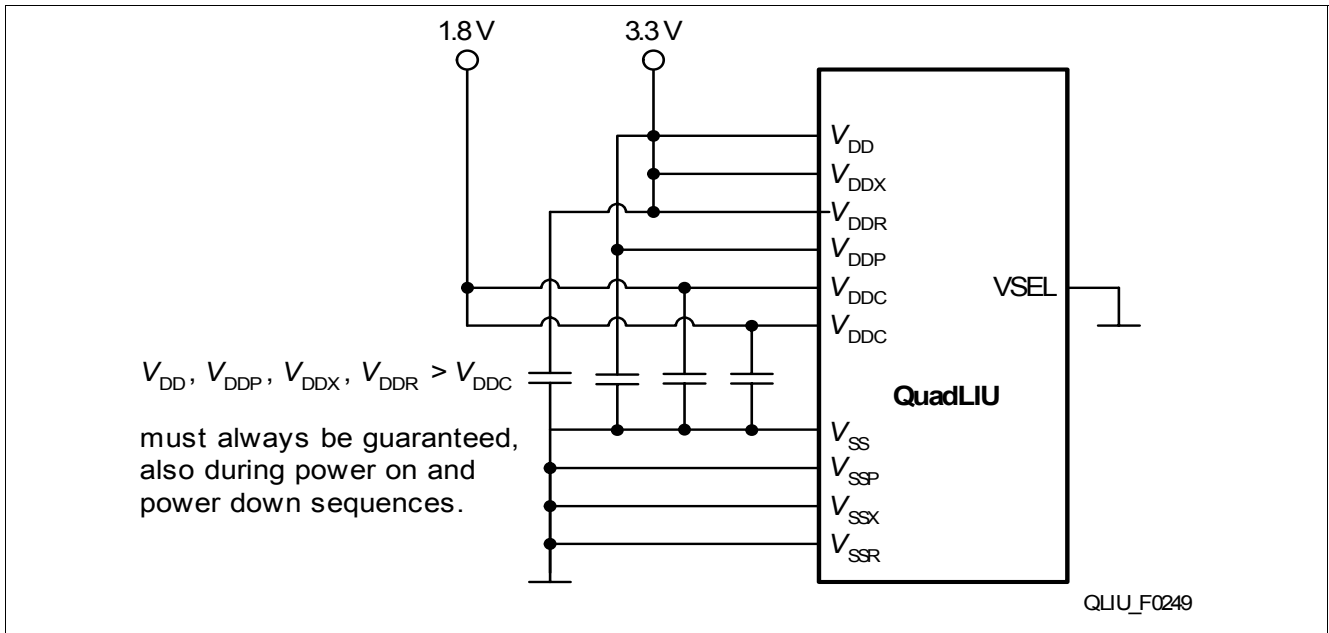 1.8 V
3.3 V
VDD
VDDX
VDDR
VDDP
VDDC
VSEL
VDDC
VDD, VDDP, VDDX, VDDR > VDDC
must always be guaranteed,
also during power on and
power down sequences.
QuadLIU
VSS
VSSP
VSSX
VSSR
QLIU_F0249